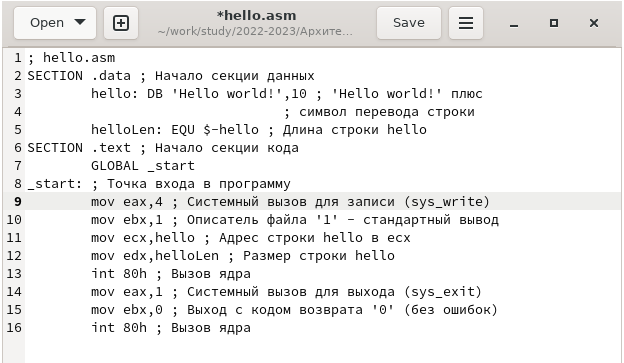 Open
*hello.asm
~/work/study/2022-2023/Архите...
Save
1 ; hello.asm
2 SECTION .data ; Начало секции данных
3         hello: DB 'Hello world!',10 ; 'Hello world!' плюс
4                                 ; символ перевода строки
5         helloLen: EQU $-hello ; Длина строки hello
6 SECTION .text ; Начало секции кода
7         GLOBAL _start
8 _start: ; Точка входа в программу
9         mov eax,4 ; Системный вызов для записи (sys_write)
10         mov ebx,1 ; Описатель файла '1' - стандартный вывод
11         mov ecx,hello ; Адрес строки hello в ecx
12         mov edx,helloLen ; Размер строки hello
13         int 80h ; Вызов ядра
14         mov eax,1 ; Системный вызов для выхода (sys_exit)
15         mov ebx,0 ; Выход с кодом возврата '0' (без ошибок)
16         int 80h ; Вызов ядра